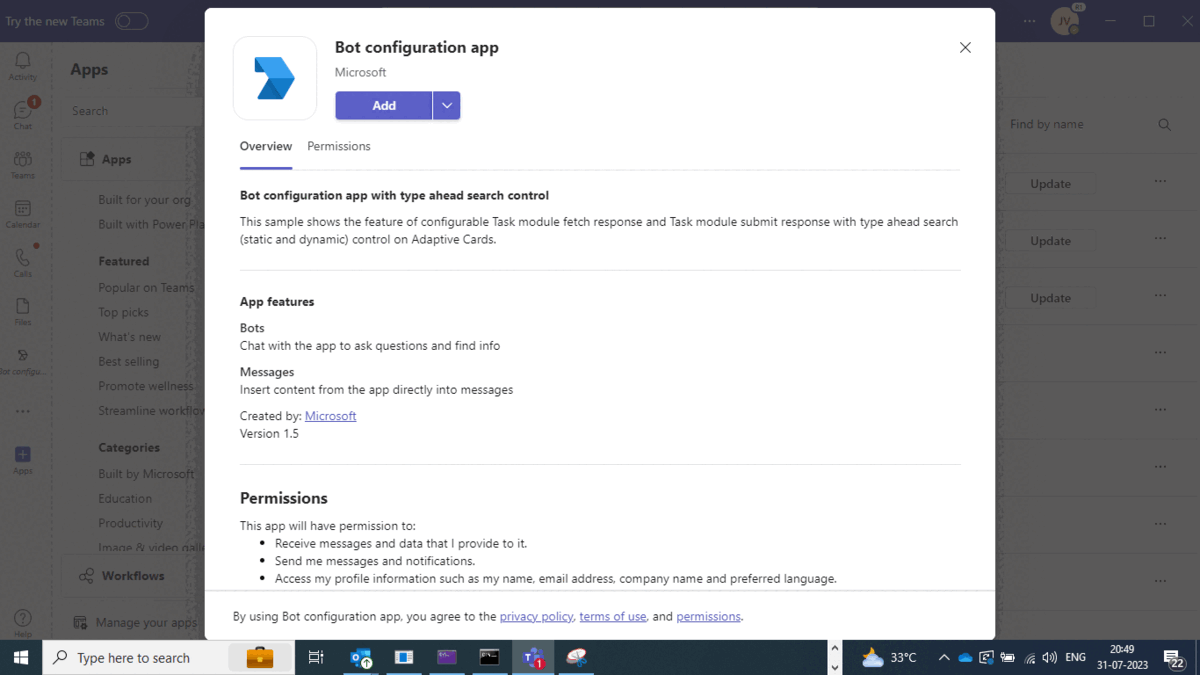 Try the new Teams
JV
Activity
Chat
1
Teams
Calendar
Calls
Files
Bot configu...
Apps
Help
Apps
Search
Apps
Built for your org
Built with Power Pla
Featured
Popular on Teams
Top picks
What's new
Best selling
Promote wellness
Streamline workflow
Categories
Built by Microsoft
Education
Productivity
Image & video galle
Workflows
Manage your apps
Bot configuration app
Microsoft
Add
Overview Permissions
Bot configuration app with type ahead search control
This sample shows the feature of configurable Task module fetch response and Task module submit response with type ahead search
(static and dynamic) control on Adaptive Cards.
App features
Bots
Chat with the app to ask questions and find info
Messages
Insert content from the app directly into messages
Created by: Microsoft
Version 1.5
Permissions
This app will have permission to:
• Receive messages and data that I provide to it.
• Send me messages and notifications.
• Access my profile information such as my name, email address, company name and preferred language.
By using Bot configuration app, you agree to the privacy policy, terms of use, and permissions.
Find by name
Update
Update
Update
Type here to search
1
33°C
ENG
20:49
31-07-2023
22